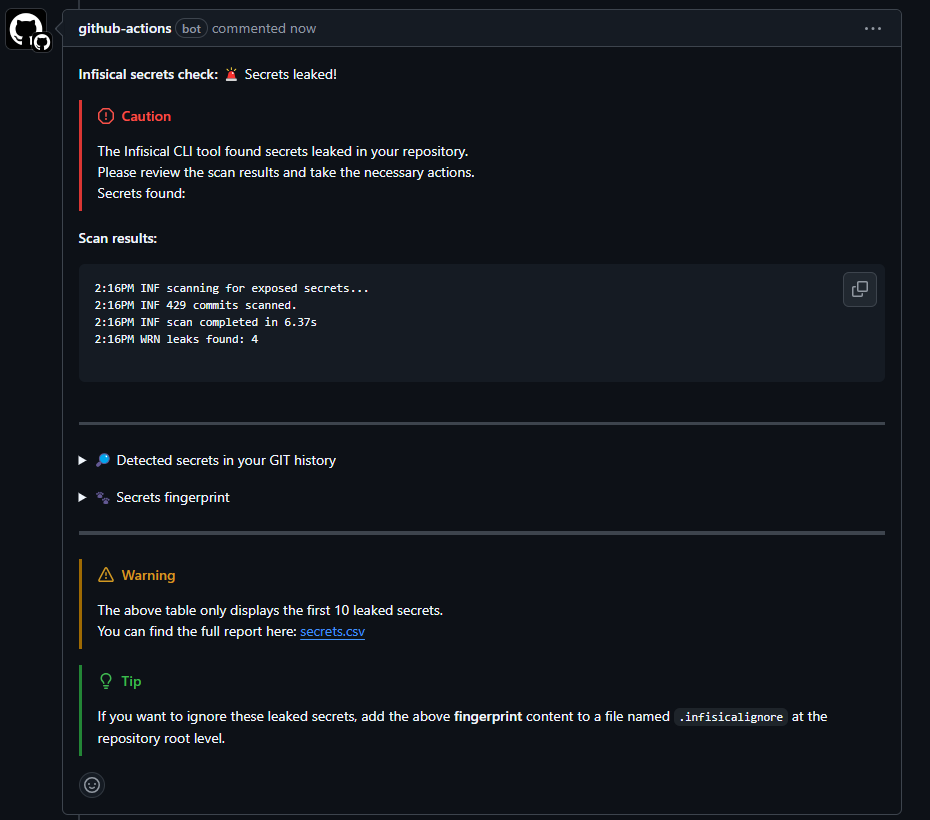 github-actions bot commented now
Infisical secrets check: 🚨 Secrets leaked!
Caution
The Infisical CLI tool found secrets leaked in your repository.
Please review the scan results and take the necessary actions.
Secrets found:
Scan results:
2:16PM INF scanning for exposed secrets...
2:16PM INF 429 commits scanned.
2:16PM INF scan completed in 6.37s
2:16PM WRN leaks found: 4
🔎 Detected secrets in your GIT history
🐾 Secrets fingerprint
Warning
The above table only displays the first 10 leaked secrets.
You can find the full report here: secrets.csv
Tip
If you want to ignore these leaked secrets, add the above fingerprint content to a file named .infisicalignore at the
repository root level.